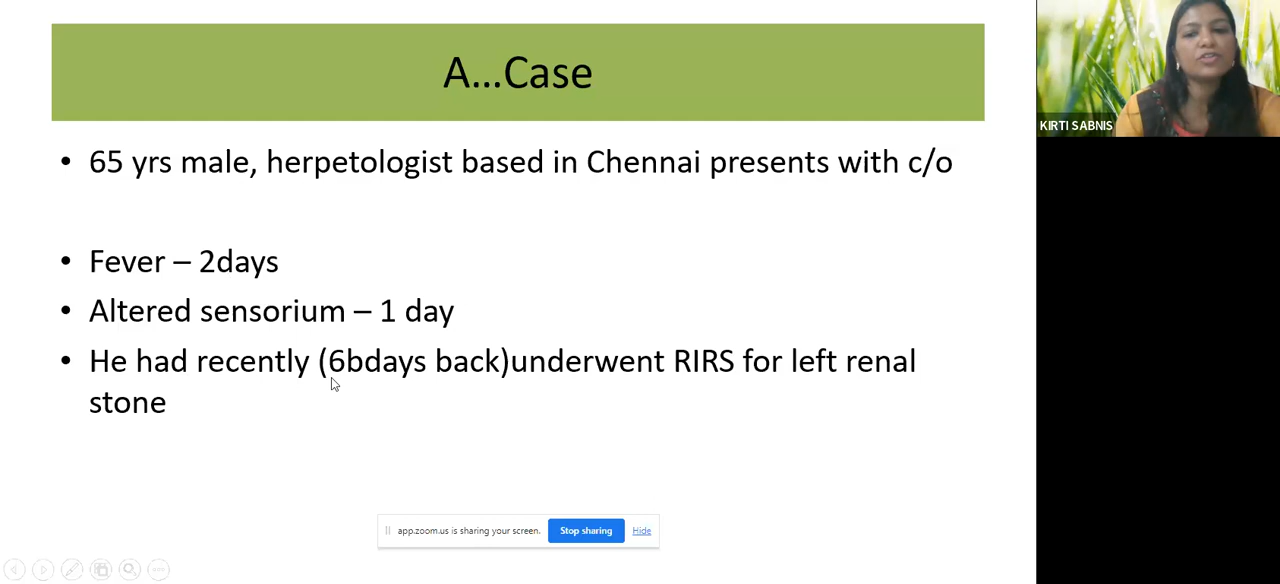 A...Case
• 65 yrs male, herpetologist based in Chennai presents with c/o
• Fever – 2days
• Altered sensorium – 1 day
• He had recently (6bdays back)underwent RIRS for left renal
stone
KIRTI SABNIS
app.zoom.us is sharing your screen. Stop sharing Hide